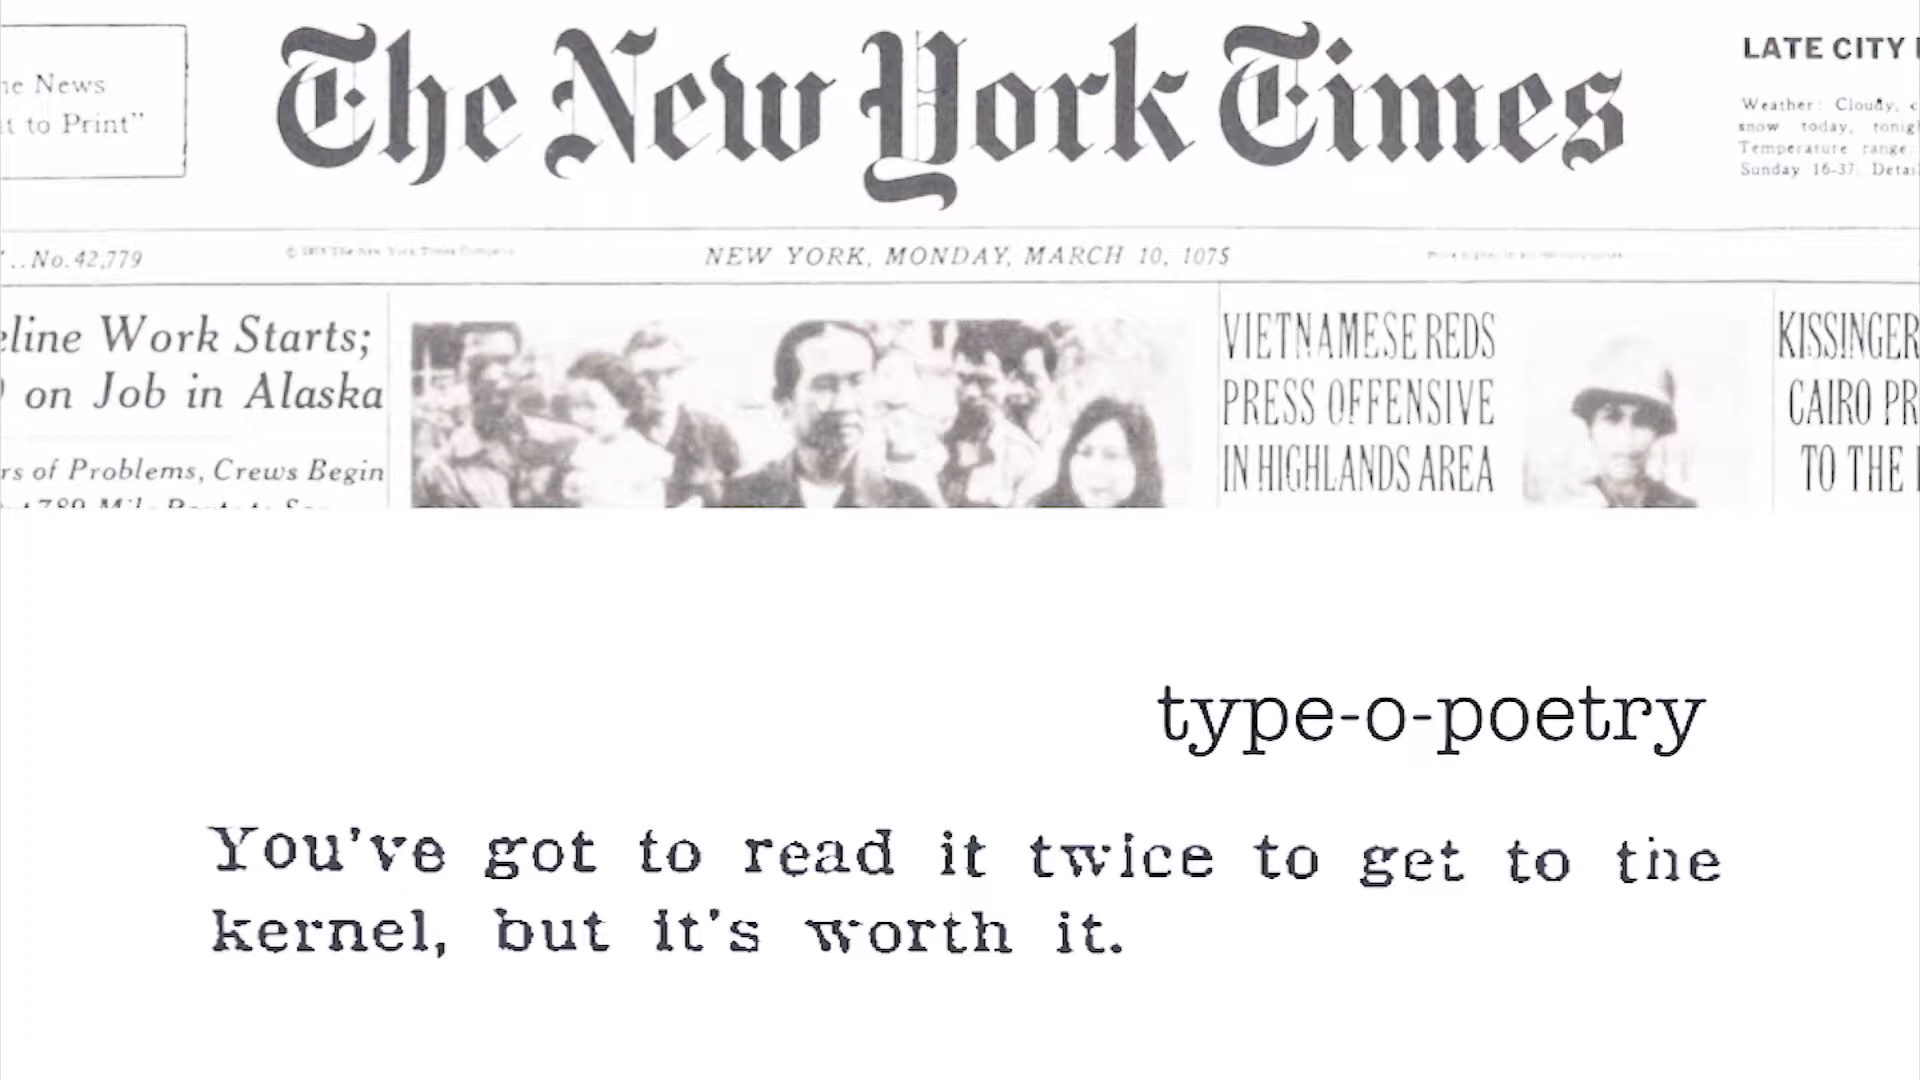 ne News
it to Print"
The New York Times
LATE CITY
Weather: Cloudy, c
snow today, tonigh
Temperature range:
Sunday 16-37. Detai
..No. 42,779
NEW YORK, MONDAY, MARCH 10, 1075
eline Work Starts;
on Job in Alaska
rs of Problems, Crews Begin
VIETNAMESE REDS
PRESS OFFENSIVE
IN HIGHLANDS AREA
KISSINGER
CAIRO PR
TO THE
type-o-poetry
You've got to read it twice to get to the
kernel, but it's worth it.